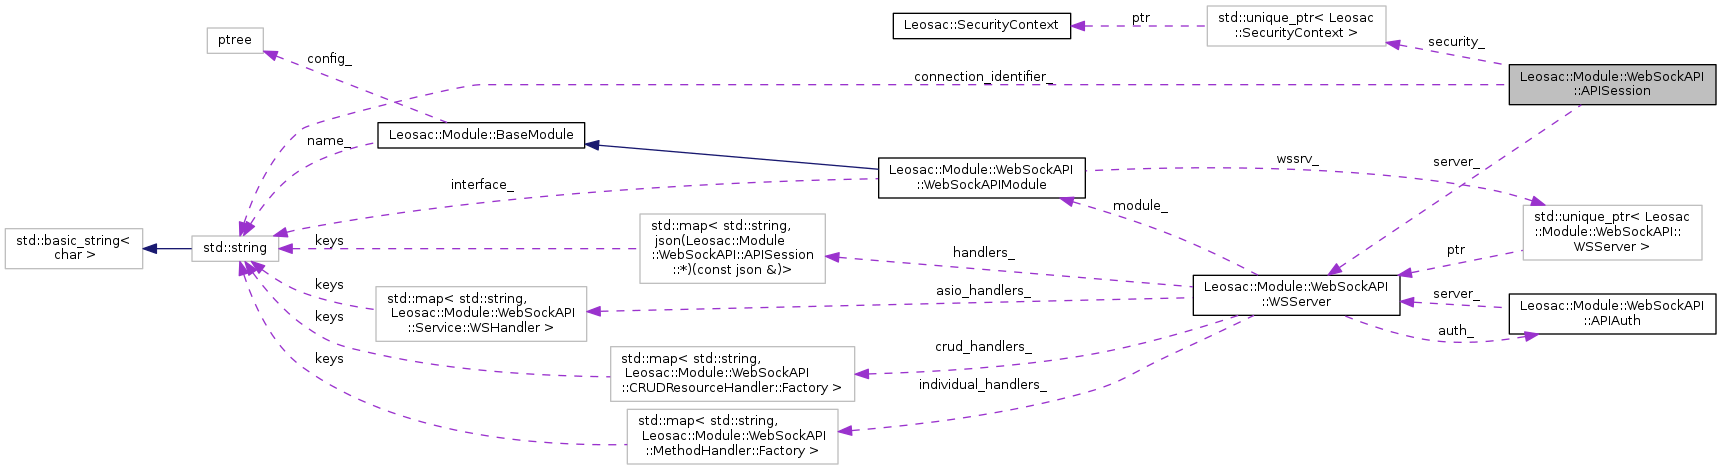 Leosac::SecurityContext
ptr
std::unique_ptr< Leosac
::SecurityContext >
security_
ptree
config_
connection_identifier_
Leosac::Module::WebSockAPI
::APISession
Leosac::Module::BaseModule
name_
wssrv_
server_
Leosac::Module::WebSockAPI
::WebSockAPIModule
interface_
module_
std::unique_ptr< Leosac
::Module::WebSockAPI::
WSServer >
std::basic_string<
char >
std::string
keys
std::map< std::string,
json(Leosac::Module
::WebSockAPI::APISession
::*)(const json &)>
handlers_
ptr
keys
std::map< std::string,
Leosac::Module::WebSockAPI
::Service::WSHandler >
asio_handlers_
Leosac::Module::WebSockAPI
::WSServer
server_
Leosac::Module::WebSockAPI
::APIAuth
auth_
keys
std::map< std::string,
Leosac::Module::WebSockAPI
::CRUDResourceHandler::Factory >
crud_handlers_
keys
individual_handlers_
std::map< std::string,
Leosac::Module::WebSockAPI
::MethodHandler::Factory >